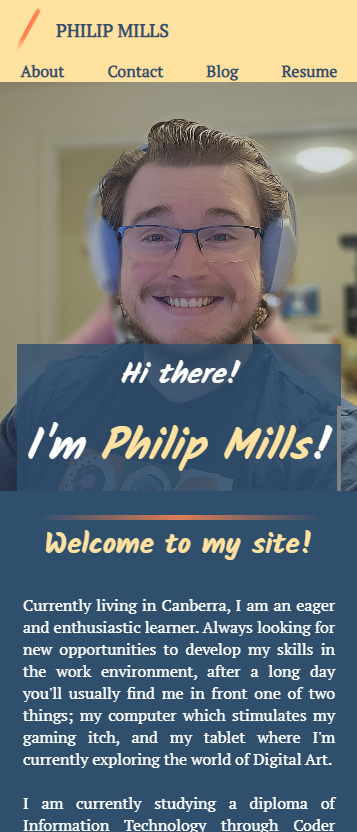 PHILIP MILLS
About Contact Blog Resume
Hi there!
I'm Philip Mills!
Welcome to my site!
Currently living in Canberra, I am an eager
and enthusiastic learner. Always looking for
new opportunities to develop my skills in
the work environment, after a long day
you'll usually find me in front one of two
things; my computer which stimulates my
gaming itch, and my tablet where I'm
currently exploring the world of Digital Art.
I am currently studying a diploma of
Information Technology through Coder